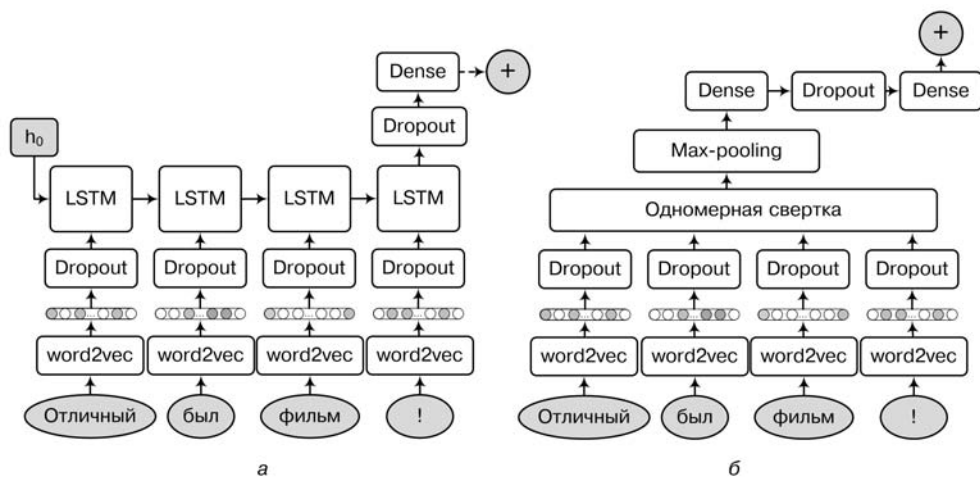 Dense
+
Dropout
h₀
LSTM
LSTM
LSTM
LSTM
Dropout
Dropout
Dropout
Dropout
word2vec
word2vec
word2vec
word2vec
Отличный
был
фильм
!
а
+
Dense
Dropout
Dense
Max-pooling
Одномерная свертка
Dropout
Dropout
Dropout
Dropout
word2vec
word2vec
word2vec
word2vec
Отличный
был
фильм
!
б